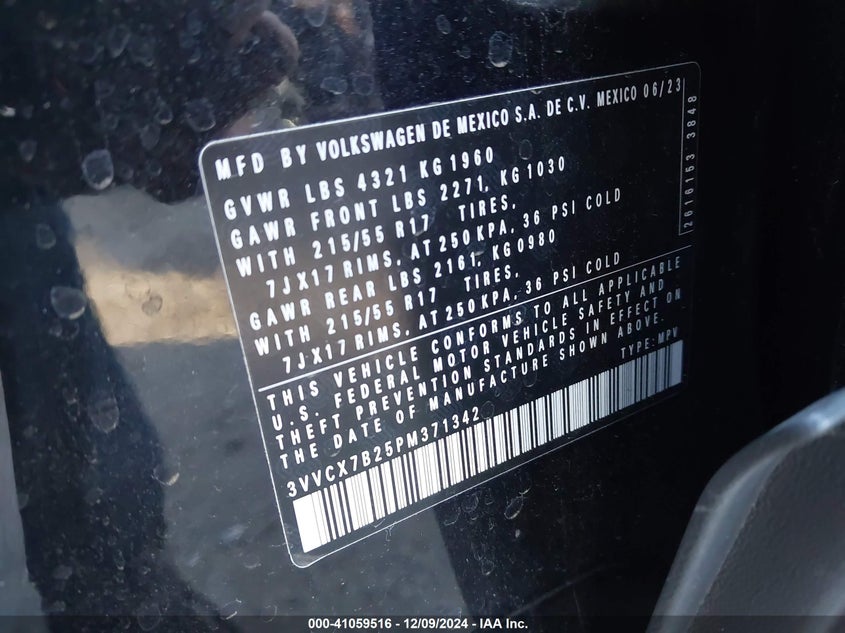 MFD BY VOLKSWAGEN DE MEXICO S.A. DE C.V. MEXICO 06/23
GVWR LBS 4321 KG 1960
GAWR FRONT LBS 2271, KG 1030
WITH 215/55 R17 TIRES,
7JX17 RIMS, AT 250 KPA, 36 PSI COLD
GAWR REAR LBS 2161, KG 0980
WITH 215/55 R17 TIRES,
7JX17 RIMS, AT 250 KPA, 36 PSI COLD
2616153 3848
THIS VEHICLE CONFORMS TO ALL APPLICABLE
U.S. FEDERAL MOTOR VEHICLE SAFETY AND
THEFT PREVENTION STANDARDS IN EFFECT ON
THE DATE OF MANUFACTURE SHOWN ABOVE.
TYPE: MPV
3VVCX7B25PM371342
000-41059516 - 12/09/2024 - IAA Inc.